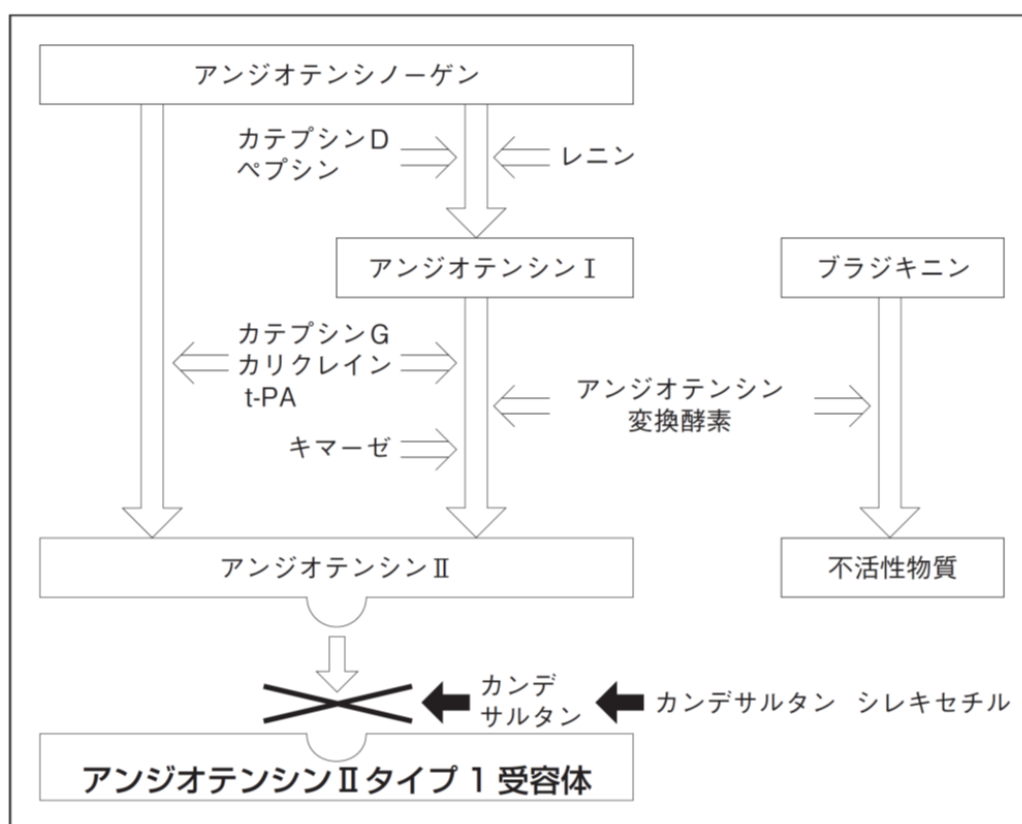 アンジオテンシノーゲン
カテプシンD
ペプシン
レニン
アンジオテンシンⅠ
ブラジキニン
カテプシンG
カリクレイン
t-PA
アンジオテンシン
変換酵素
キマーゼ
アンジオテンシンⅡ
不活性物質
カンデ
サルタン
カンデサルタン シレキセチル
アンジオテンシンⅡタイプ1受容体